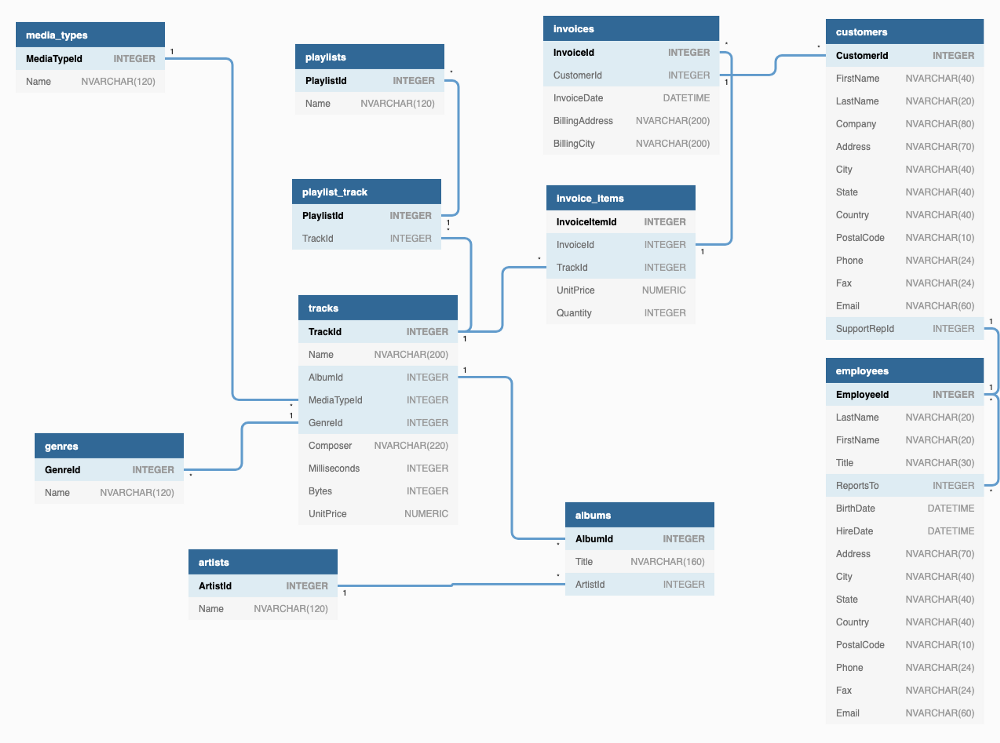 media_types
MediaTypeId INTEGER
Name NVARCHAR(120)
1
*
playlists
PlaylistId INTEGER
Name NVARCHAR(120)
*
1
playlist_track
PlaylistId INTEGER
TrackId INTEGER
*
tracks
TrackId INTEGER
Name NVARCHAR(200)
AlbumId INTEGER
MediaTypeId INTEGER
GenreId INTEGER
Composer NVARCHAR(220)
Milliseconds INTEGER
Bytes INTEGER
UnitPrice NUMERIC
1
1
1
genres
GenreId INTEGER
Name NVARCHAR(120)
*
artists
ArtistId INTEGER
Name NVARCHAR(120)
1
*
albums
AlbumId INTEGER
Title NVARCHAR(160)
ArtistId INTEGER
*
invoices
InvoiceId INTEGER
CustomerId INTEGER
InvoiceDate DATETIME
BillingAddress NVARCHAR(200)
BillingCity NVARCHAR(200)
*
1
invoice_items
InvoiceItemId INTEGER
InvoiceId INTEGER
TrackId INTEGER
UnitPrice NUMERIC
Quantity INTEGER
1
*
customers
CustomerId INTEGER
FirstName NVARCHAR(40)
LastName NVARCHAR(20)
Company NVARCHAR(80)
Address NVARCHAR(70)
City NVARCHAR(40)
State NVARCHAR(40)
Country NVARCHAR(40)
PostalCode NVARCHAR(10)
Phone NVARCHAR(24)
Fax NVARCHAR(24)
Email NVARCHAR(60)
SupportRepId INTEGER
*
1
employees
EmployeeId INTEGER
LastName NVARCHAR(20)
FirstName NVARCHAR(20)
Title NVARCHAR(30)
ReportsTo INTEGER
BirthDate DATETIME
HireDate DATETIME
Address NVARCHAR(70)
City NVARCHAR(40)
State NVARCHAR(40)
Country NVARCHAR(40)
PostalCode NVARCHAR(10)
Phone NVARCHAR(24)
Fax NVARCHAR(24)
Email NVARCHAR(60)
1
*
*